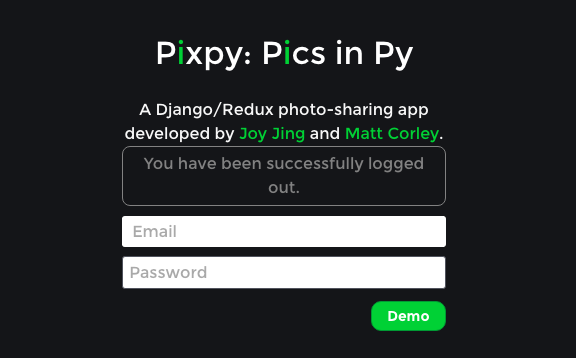 Pixpy: Pics in Py
A Django/Redux photo-sharing app
developed by Joy Jing and Matt Corley.
You have been successfully logged
out.
Email
Password
Demo